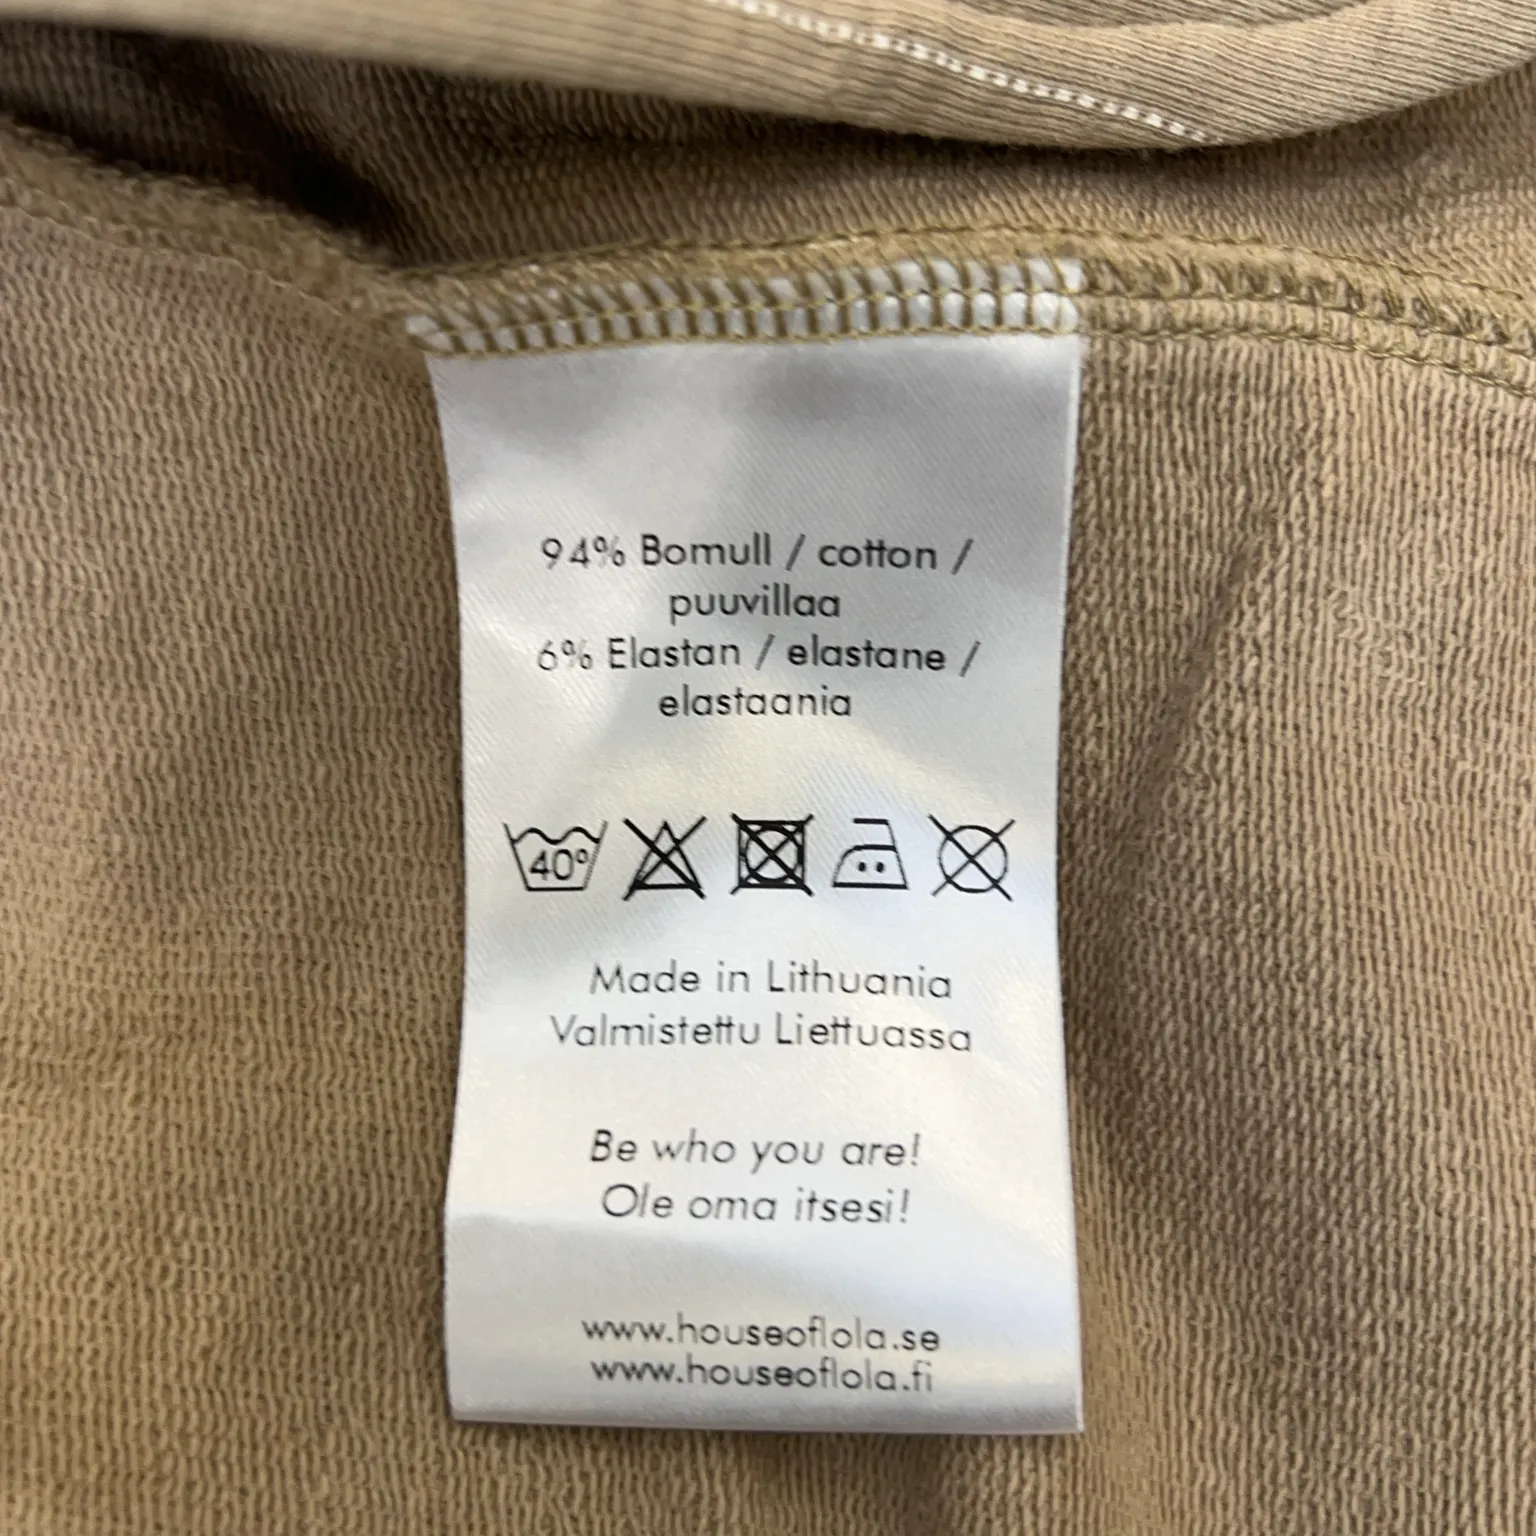 94% Bomull / cotton /
puuvillaa
6% Elastan / elastane /
elastaania
40°
Made in Lithuania
Valmistettu Liettuassa
Be who you are!
Ole oma itsesi!
www.houseoflola.se
www.houseoflola.fi